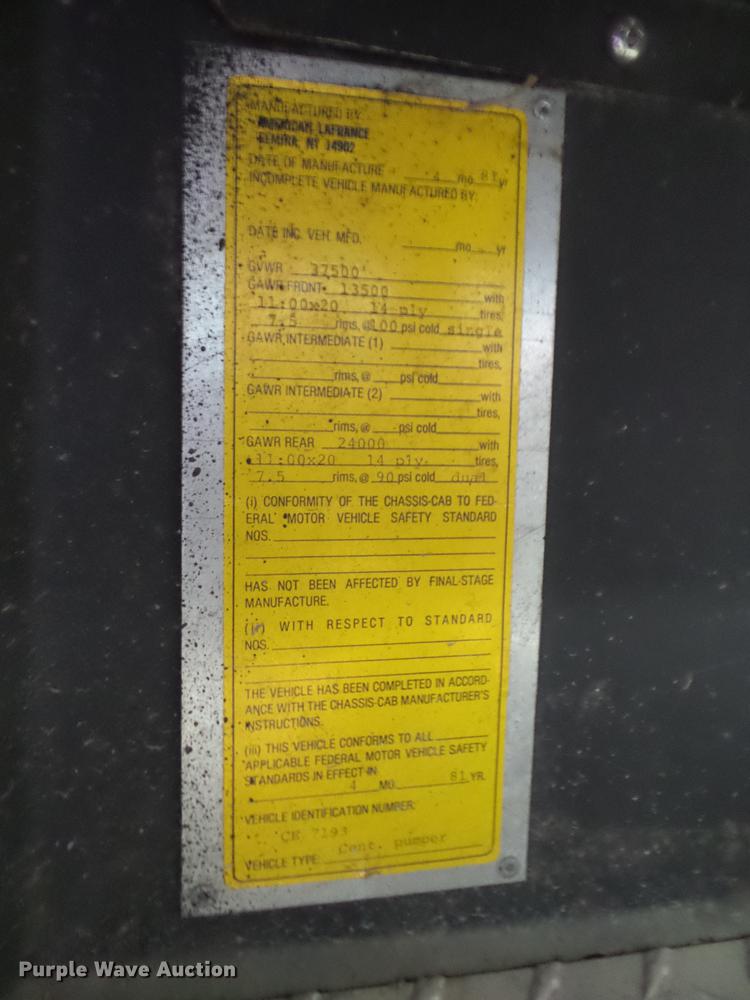 MANUFACTURED BY:
AMERICAN LAFRANCE
ELMIRA, NY 14902
DATE OF MANUFACTURE 4 mo. 81 yr
INCOMPLETE VEHICLE MANUFACTURED BY:
DATE INC. VEH. MFD. mo. yr
GVWR 37500
GAWR FRONT 13500 with
11:00x20 14 ply tires,
7.5 rims, @ 100 psi cold single
GAWR INTERMEDIATE (1) with
tires,
rims, @ psi cold
GAWR INTERMEDIATE (2) with
tires,
rims, @ psi cold
GAWR REAR 24000 with
11:00x20 14 ply tires,
7.5 rims, @ 90 psi cold dual
(i) CONFORMITY OF THE CHASSIS-CAB TO FED-
ERAL MOTOR VEHICLE SAFETY STANDARD
NOS.
HAS NOT BEEN AFFECTED BY FINAL-STAGE
MANUFACTURE.
(ii) WITH RESPECT TO STANDARD
NOS.
THE VEHICLE HAS BEEN COMPLETED IN ACCORD-
ANCE WITH THE CHASSIS-CAB MANUFACTURER'S
INSTRUCTIONS.
(iii) THIS VEHICLE CONFORMS TO ALL
APPLICABLE FEDERAL MOTOR VEHICLE SAFETY
STANDARDS IN EFFECT IN
4 MO. 81 YR.
VEHICLE IDENTIFICATION NUMBER:
CE 7193
VEHICLE TYPE: Cent. pumper
Purple Wave Auction